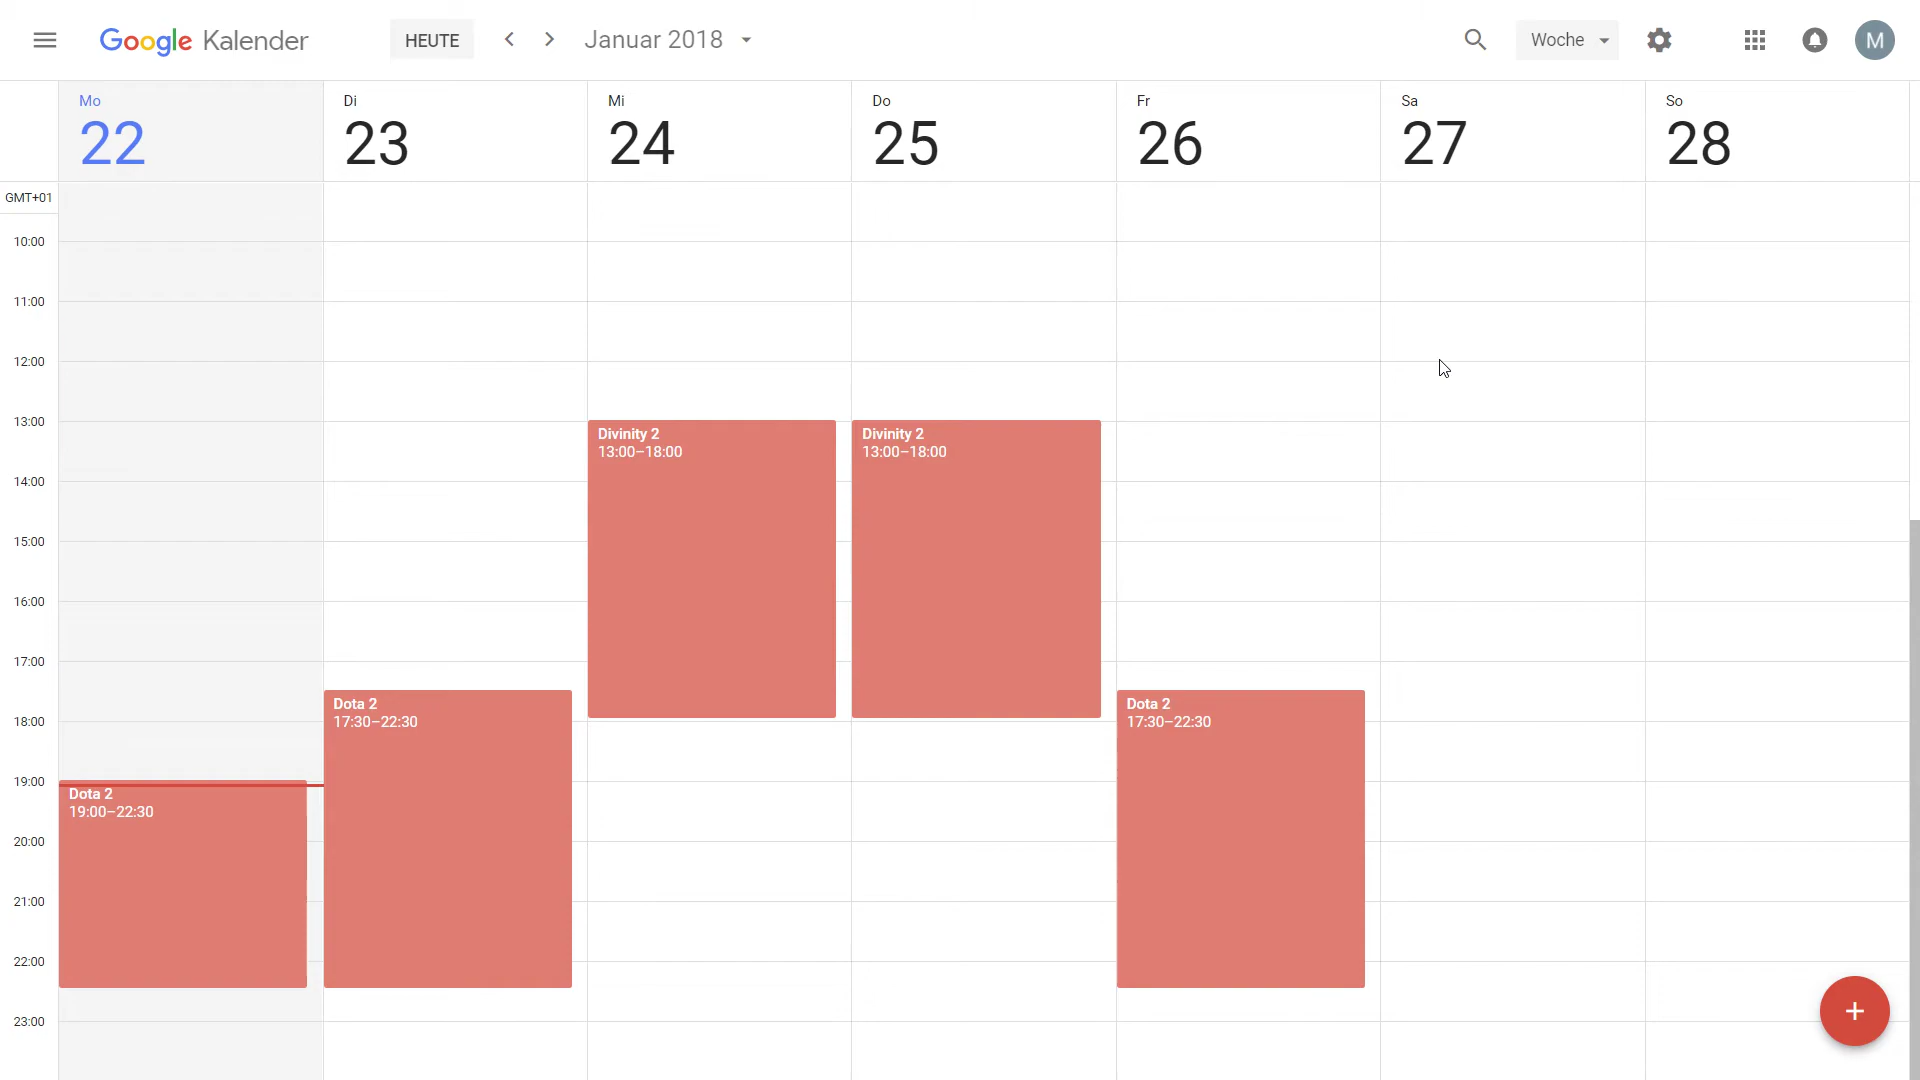 Google Kalender
HEUTE
Januar 2018
Woche
M
Mo
22
Di
23
Mi
24
Do
25
Fr
26
Sa
27
So
28
GMT+01
10:00
11:00
12:00
13:00
14:00
15:00
16:00
17:00
18:00
19:00
20:00
21:00
22:00
23:00
Dota 2
19:00–22:30
Dota 2
17:30–22:30
Divinity 2
13:00–18:00
Divinity 2
13:00–18:00
Dota 2
17:30–22:30